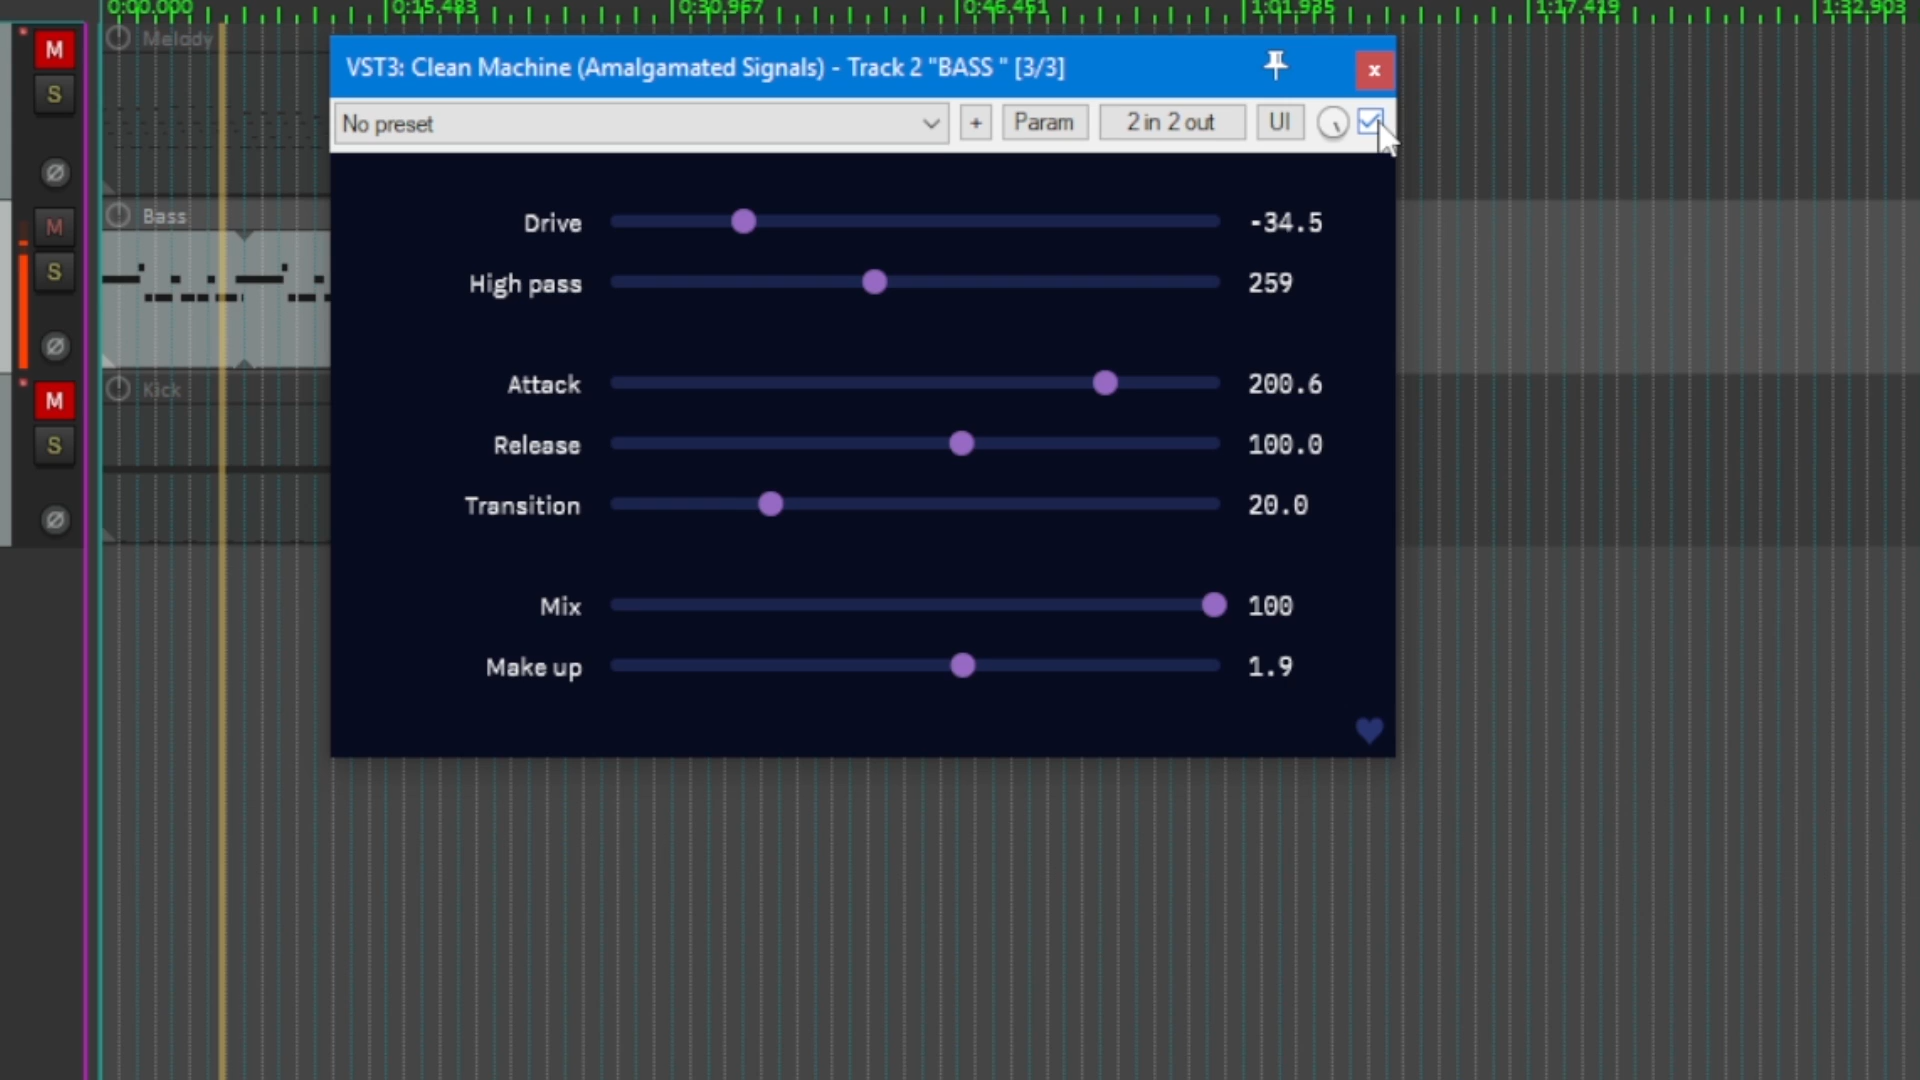 0:00.000 0:15.483 0:30.967 0:46.451 1:01.935 1:17.419 1:32.903
M Melody
S
Ø
M Bass
S
Ø
M Kick
S
Ø
VST3: Clean Machine (Amalgamated Signals) - Track 2 "BASS " [3/3] x
No preset + Param 2 in 2 out UI
Drive -34.5
High pass 259
Attack 200.6
Release 100.0
Transition 20.0
Mix 100
Make up 1.9